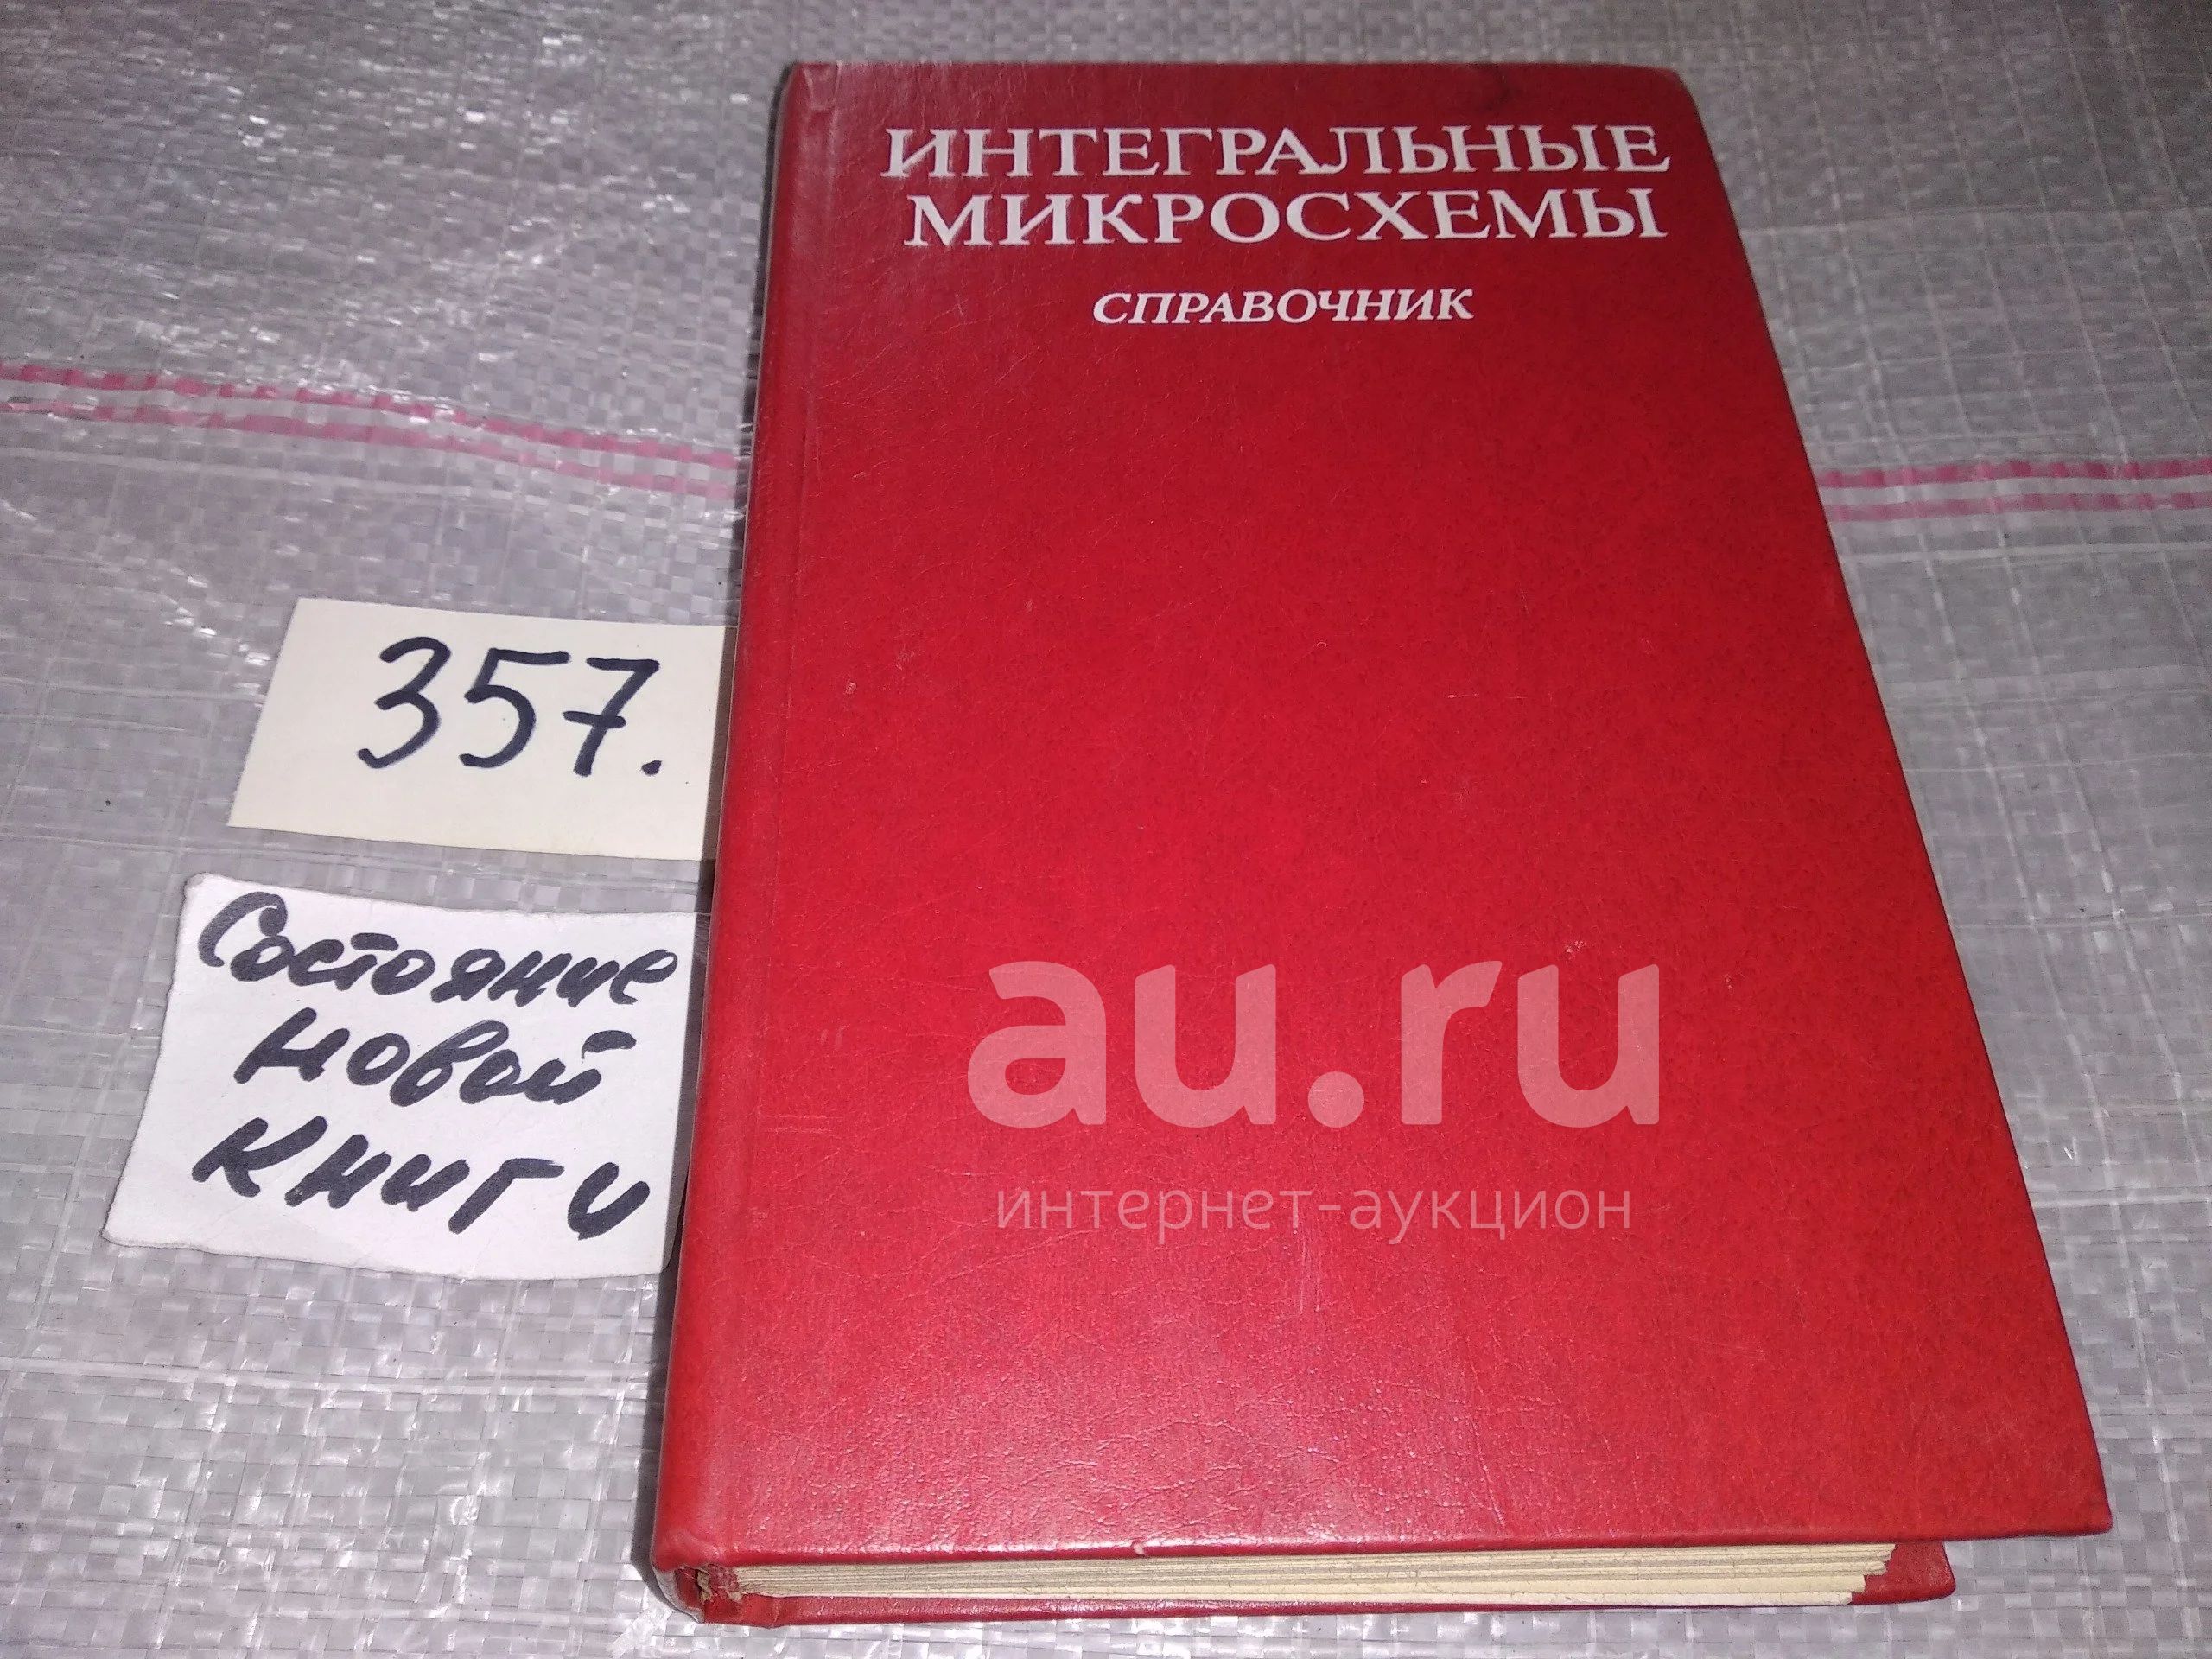 ИНТЕГРАЛЬНЫЕ
МИКРОСХЕМЫ
СПРАВОЧНИК
357.
Состояние
новой
книги
au.ru
интернет-аукцион